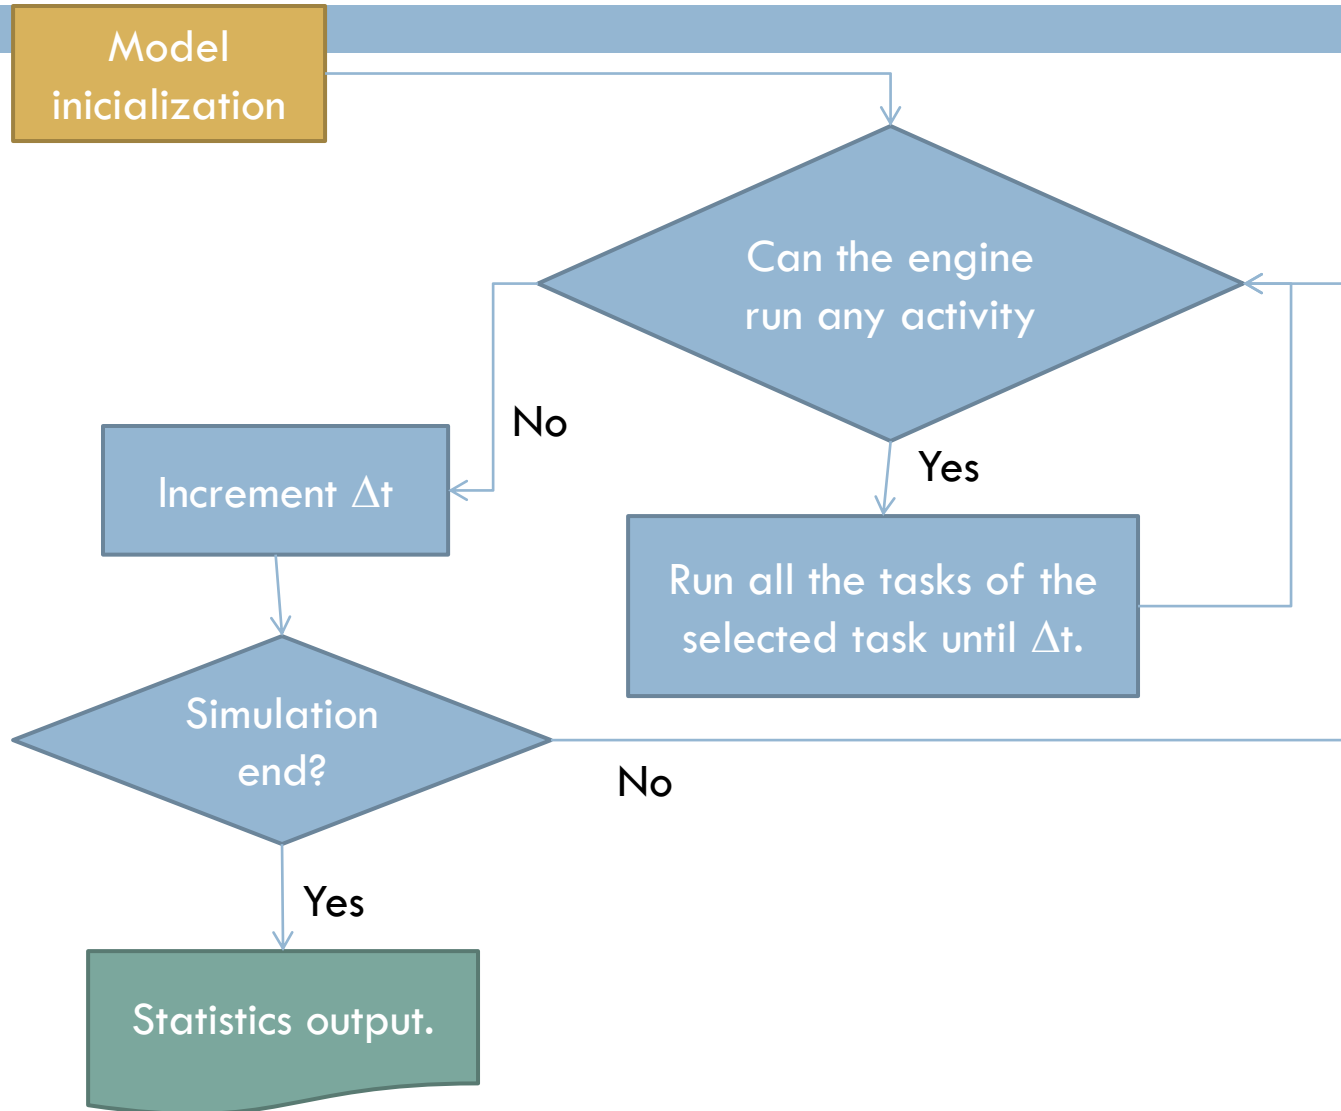 Model
inicialization
Can the engine
run any activity
No
Yes
Increment Δt
Run all the tasks of the
selected task until Δt.
Simulation
end?
No
Yes
Statistics output.